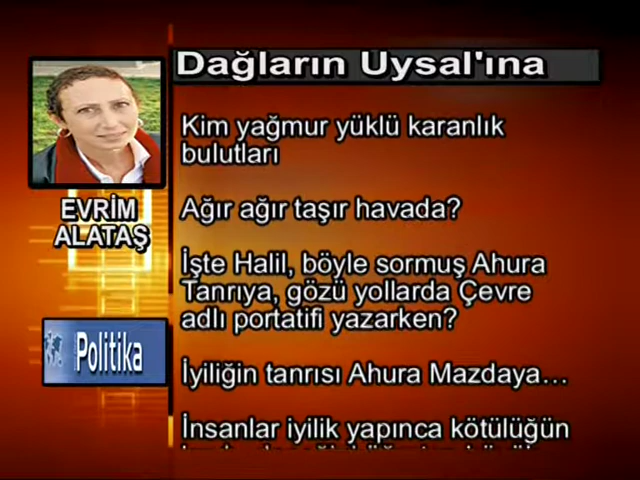 Dağların Uysal'ına
Kim yağmur yüklü karanlık
bulutları
EVRİM
ALATAŞ
Ağır ağır taşır havada?
İşte Halil, böyle sormuş Ahura
Tanrıya, gözü yollarda Çevre
adlı portatifi yazarken?
Politika
İyiliğin tanrısı Ahura Mazdaya…
İnsanlar iyilik yapınca kötülüğün